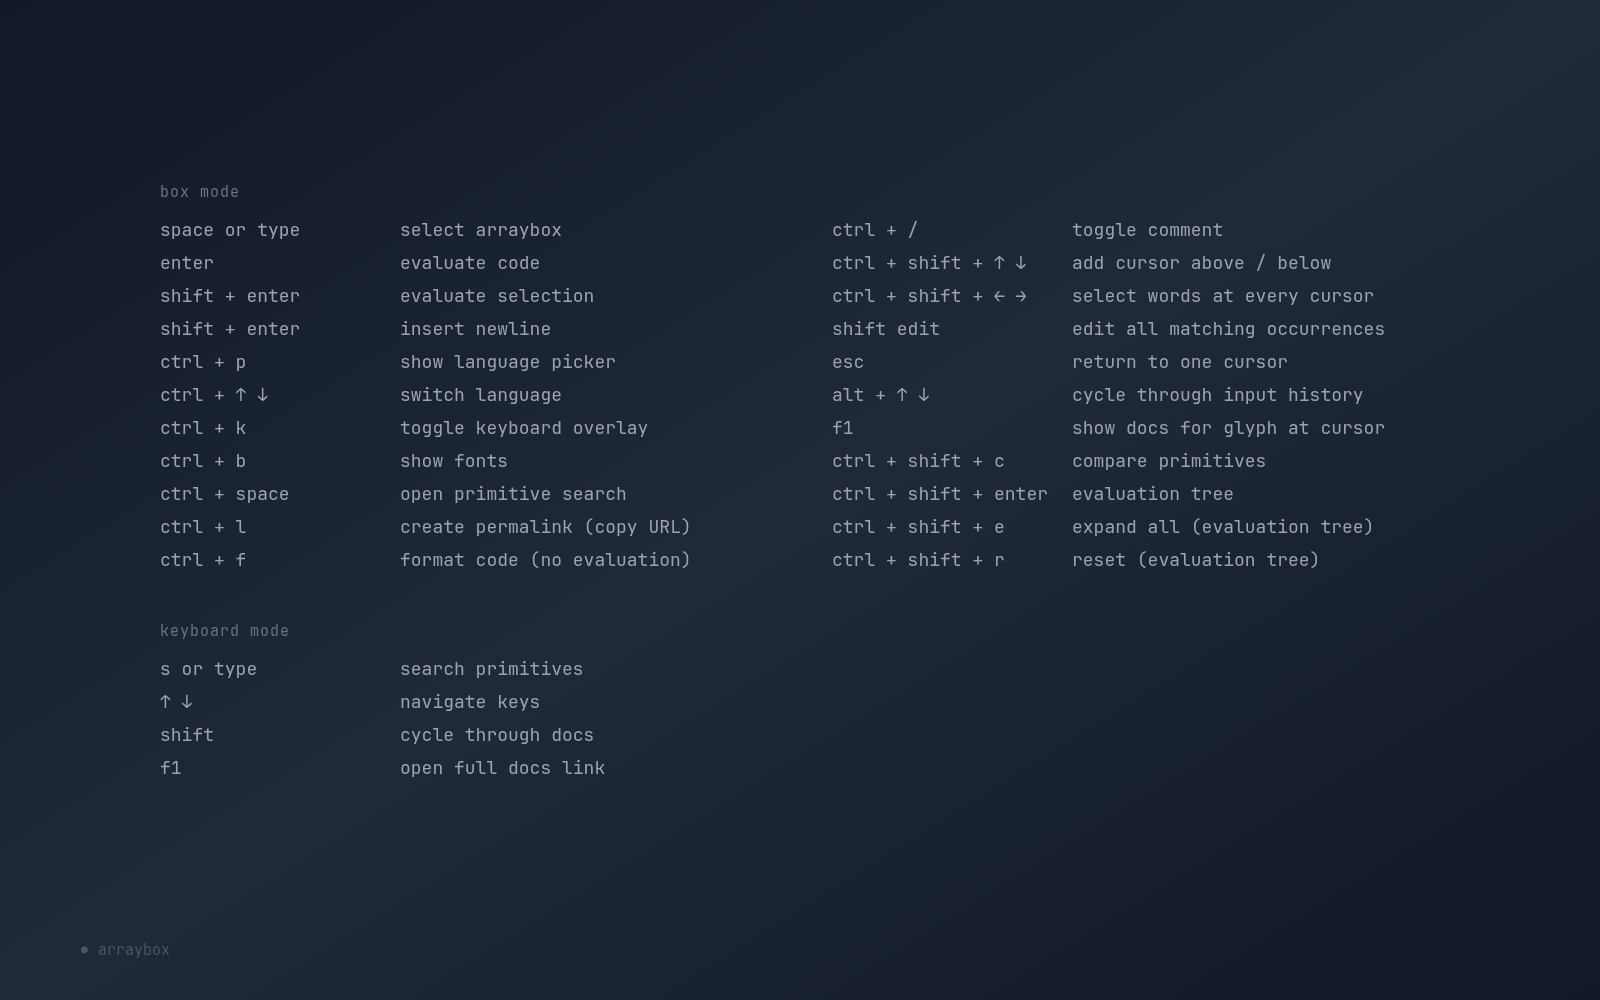 box mode
space or type select arraybox
enter evaluate code
shift + enter evaluate selection
shift + enter insert newline
ctrl + p show language picker
ctrl + ↑ ↓ switch language
ctrl + k toggle keyboard overlay
ctrl + b show fonts
ctrl + space open primitive search
ctrl + l create permalink (copy URL)
ctrl + f format code (no evaluation)
ctrl + / toggle comment
ctrl + shift + ↑ ↓ add cursor above / below
ctrl + shift + ← → select words at every cursor
shift edit edit all matching occurrences
esc return to one cursor
alt + ↑ ↓ cycle through input history
f1 show docs for glyph at cursor
ctrl + shift + c compare primitives
ctrl + shift + enter evaluation tree
ctrl + shift + e expand all (evaluation tree)
ctrl + shift + r reset (evaluation tree)
keyboard mode
s or type search primitives
↑ ↓ navigate keys
shift cycle through docs
f1 open full docs link
● arraybox